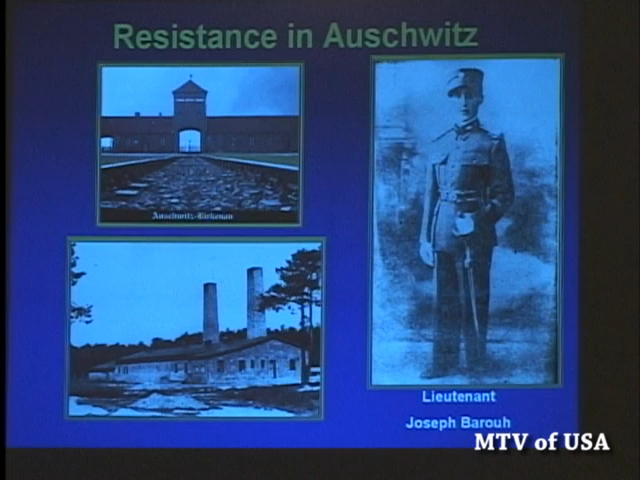 Resistance in Auschwitz
Auschwitz-Birkenau
Lieutenant
Joseph Barouh
MTV of USA